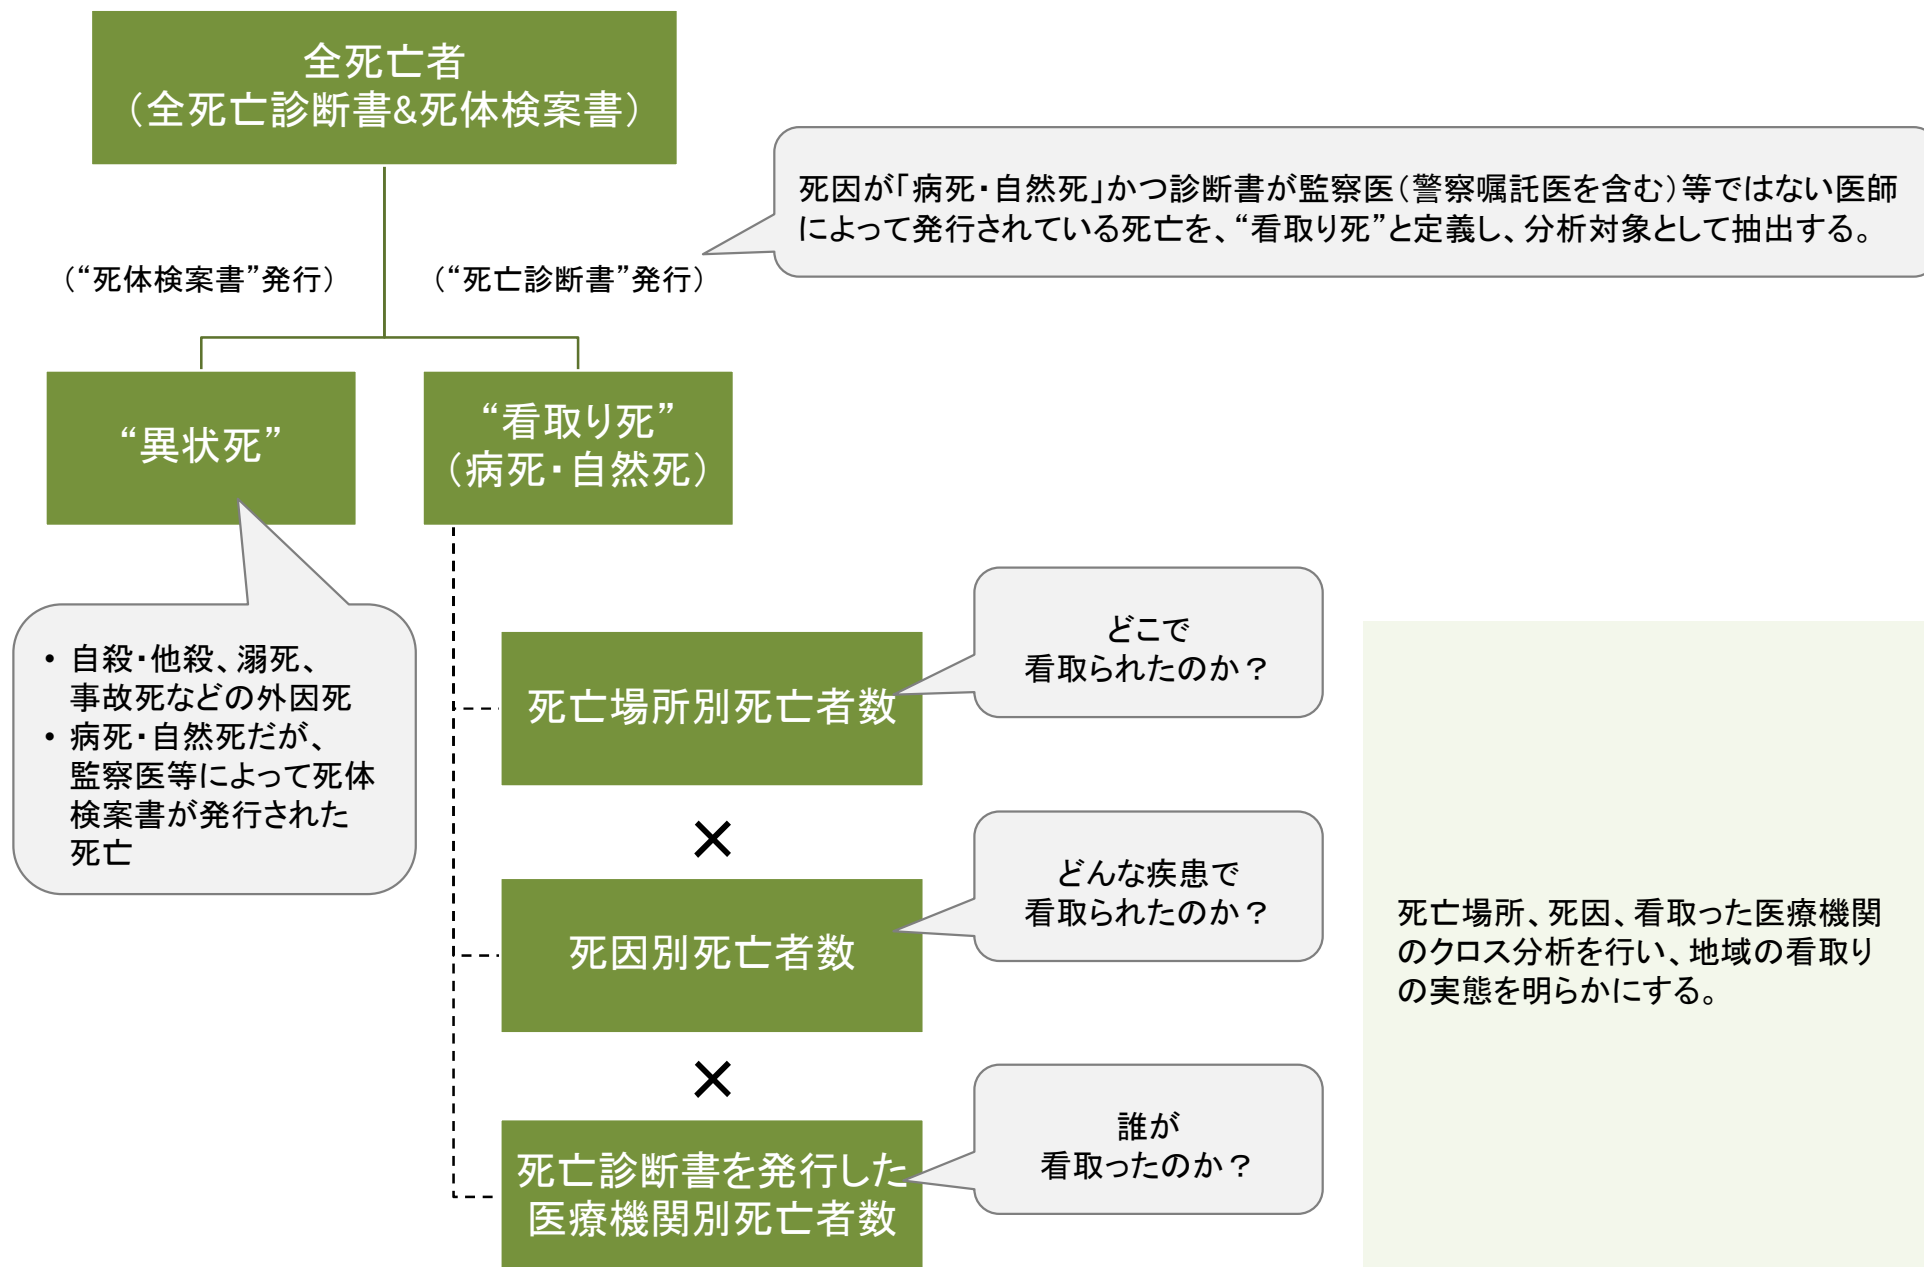 全死亡者
（全死亡診断書&死体検案書）
死因が「病死・自然死」かつ診断書が監察医（警察嘱託医を含む）等ではない医師
によって発行されている死亡を、“看取り死”と定義し、分析対象として抽出する。
（“死体検案書”発行）
（“死亡診断書”発行）
“異状死”
“看取り死”
（病死・自然死）
• 自殺・他殺、溺死、
事故死などの外因死
• 病死・自然死だが、
監察医等によって死体
検案書が発行された
死亡
死亡場所別死亡者数
どこで
看取られたのか？
×
死因別死亡者数
どんな疾患で
看取られたのか？
×
死亡診断書を発行した
医療機関別死亡者数
誰が
看取ったのか？
死亡場所、死因、看取った医療機関
のクロス分析を行い、地域の看取り
の実態を明らかにする。